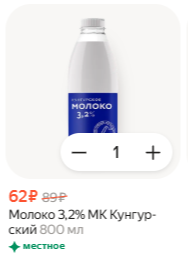 КУНГУРСКОЕ
МОЛОКО
3,2%
− 1 +
62₽ 89₽
Молоко 3,2% МК Кунгур-
ский 800 мл
местное